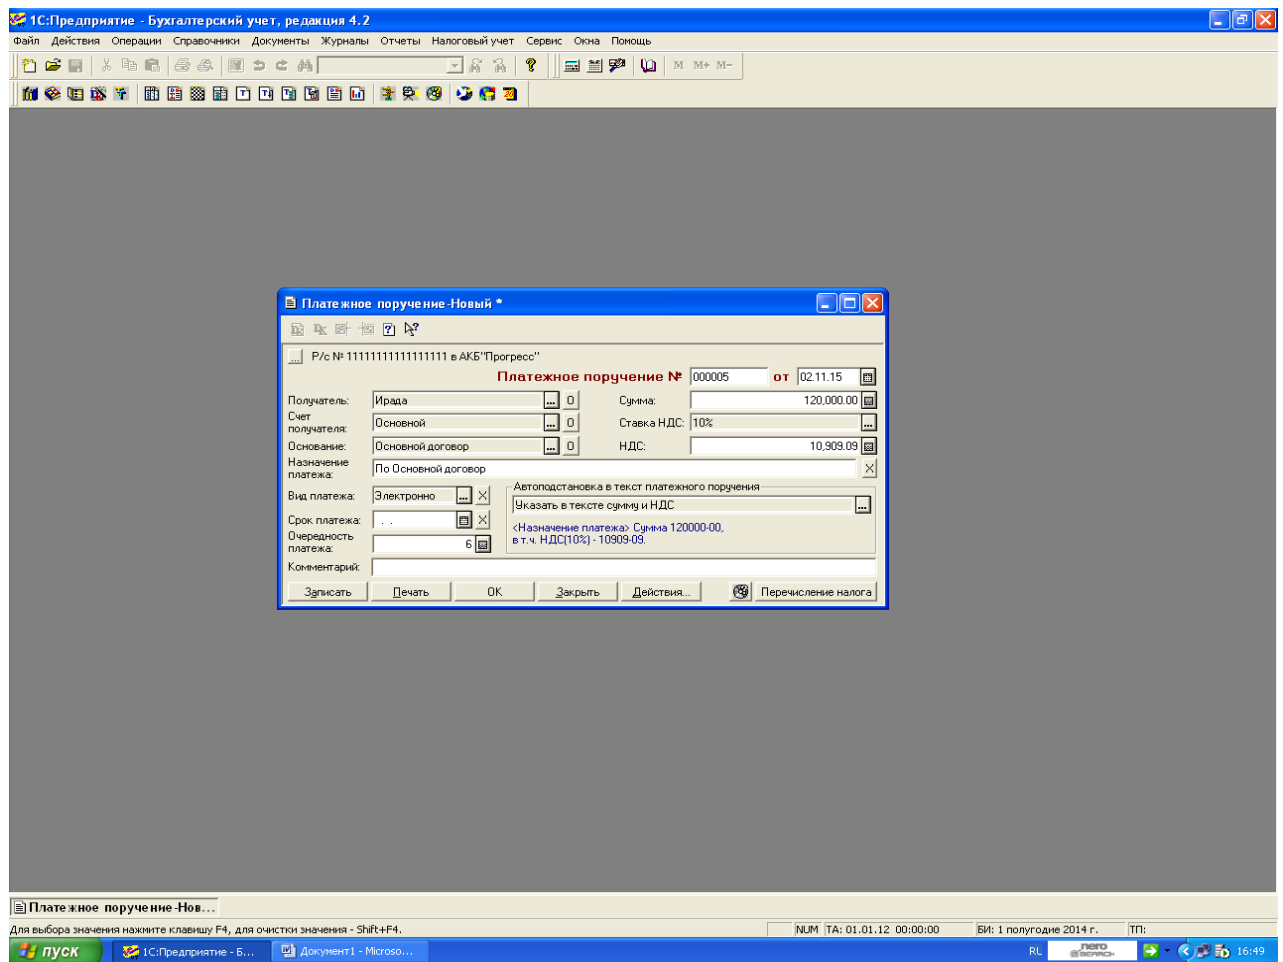 1С:Предприятие - Бухгалтерский учет, редакция 4.2
Файл Действия Операции Справочники Документы Журналы Отчеты Налоговый учет Сервис Окна Помощь
M M+ M-
Платежное поручение-Новый *
... Р/с № 11111111111111111 в АКБ"Прогресс"
Платежное поручение № 000005 от 02.11.15
Получатель: Ирада ... 0 Сумма: 120,000.00
Счет получателя: Основной ... 0 Ставка НДС: 10% ...
Основание: Основной договор ... 0 НДС: 10,909.09
Назначение платежа: По Основной договор X
Вид платежа: Электронно ... X
Автоподстановка в текст платежного поручения
Указать в тексте сумму и НДС ...
Срок платежа: . . X
<Назначение платежа> Сумма 120000-00,
в т.ч. НДС(10%) - 10909-09.
Очередность платежа: 6
Комментарий:
Записать Печать OK Закрыть Действия... Перечисление налога
Платежное поручение-Нов...
Для выбора значения нажмите клавишу F4, для очистки значения - Shift+F4. NUM TA: 01.01.12 00:00:00 БИ: 1 полугодие 2014 г. ТП:
пуск 1С:Предприятие - Б... Документ1 - Microso... RL nero SEARCH 16:49